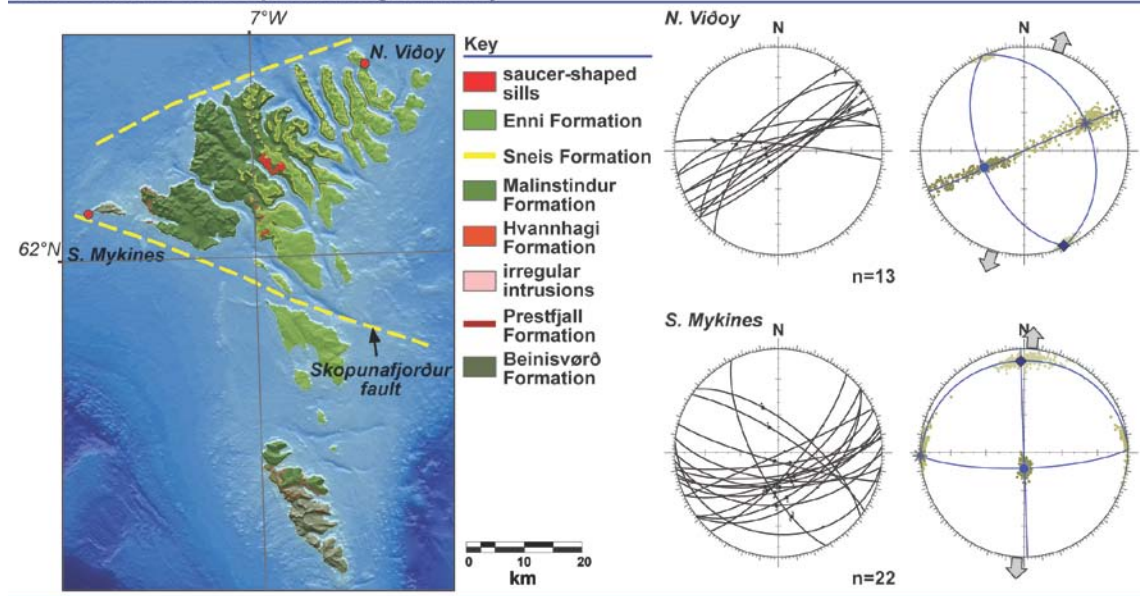 7°W
N. Viðoy
62°N
S. Mykines
Skopunafjorður
fault
Key
saucer-shaped
sills
Enni Formation
Sneis Formation
Malinstindur
Formation
Hvannhagi
Formation
irregular
intrusions
Prestfjall
Formation
Beinisvørð
Formation
0 10 20
km
N. Viðoy
N
N
n=13
S. Mykines
N
N
n=22